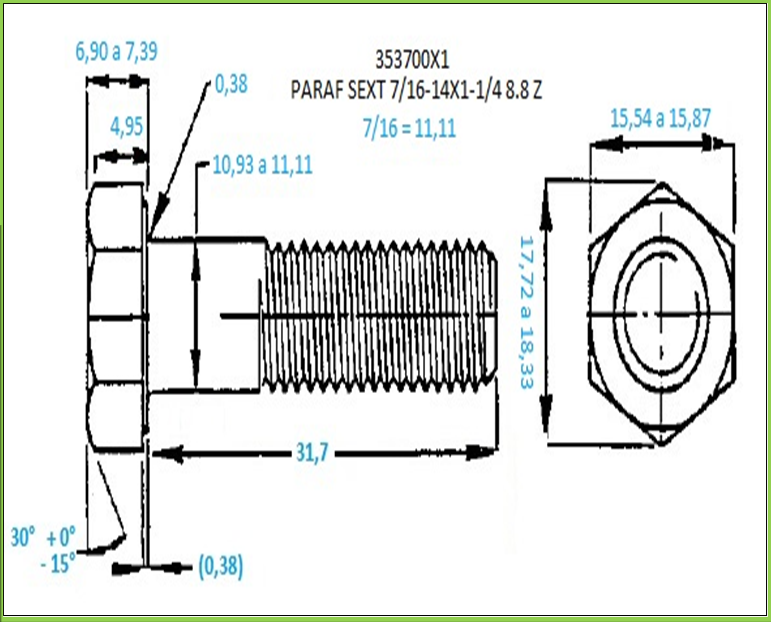 6,90 a 7,39
353700X1
PARAF SEXT 7/16-14X1-1/4 8.8 Z
7/16 = 11,11
0,38
4,95
15,54 a 15,87
10,93 a 11,11
17,72 a 18,33
31,7
30° + 0°
- 15°
(0,38)